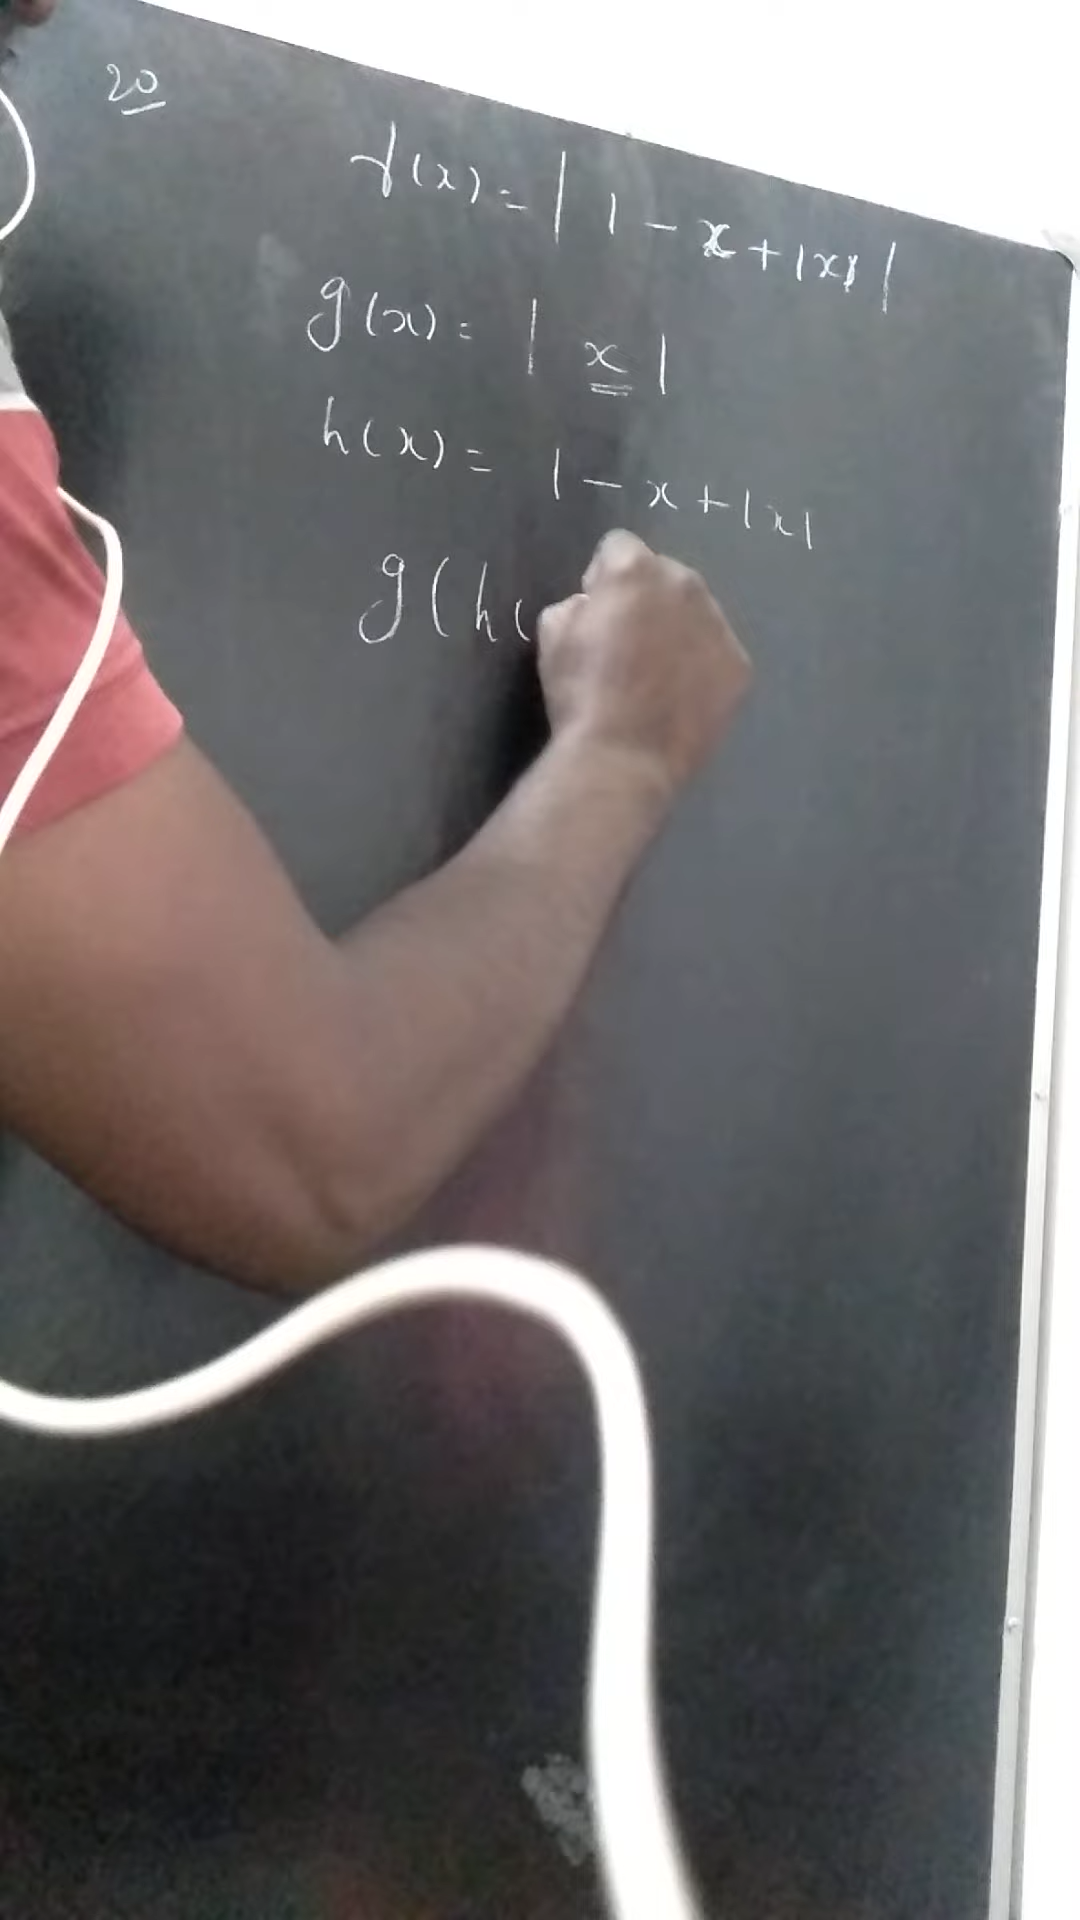 20
f(x) = | 1 - x + |x| |
g(x) = | x |
h(x) = 1 - x + |x|
g(h(